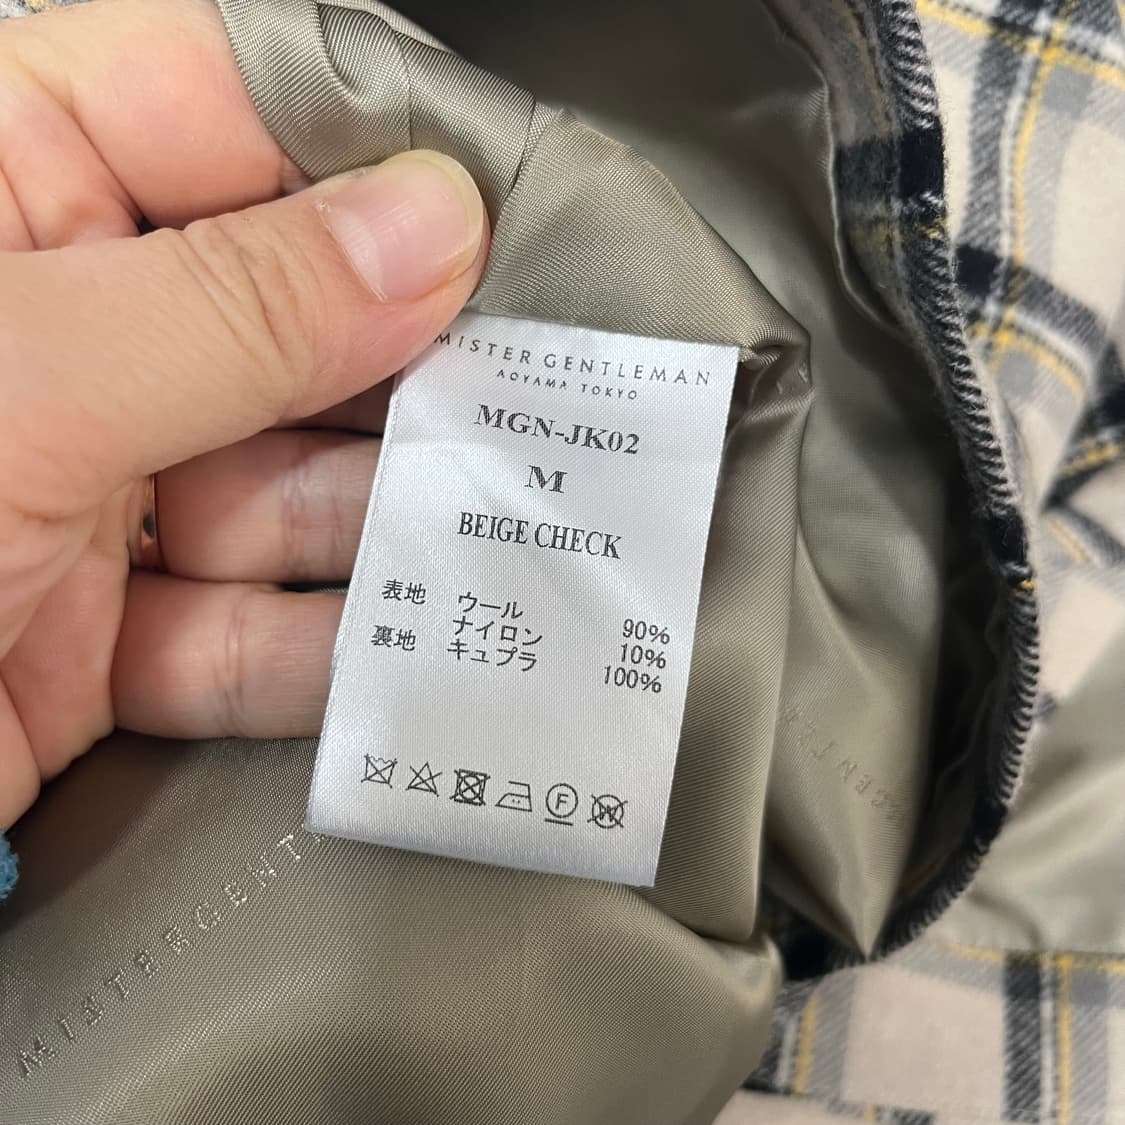 MISTER GENTLEMAN
AOYAMA TOKYO
MGN-JK02
M
BEIGE CHECK
表地 ウール 90%
ナイロン 10%
裏地 キュプラ 100%
F
W
MISTERGENT